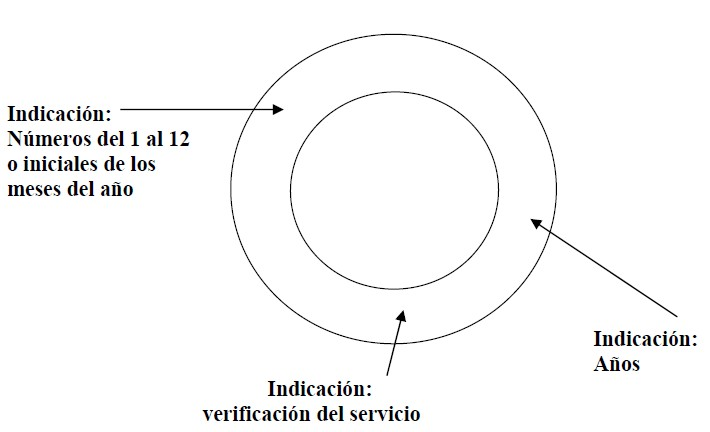 Indicación:
Números del 1 al 12
o iniciales de los
meses del año
Indicación:
Años
Indicación:
verificación del servicio